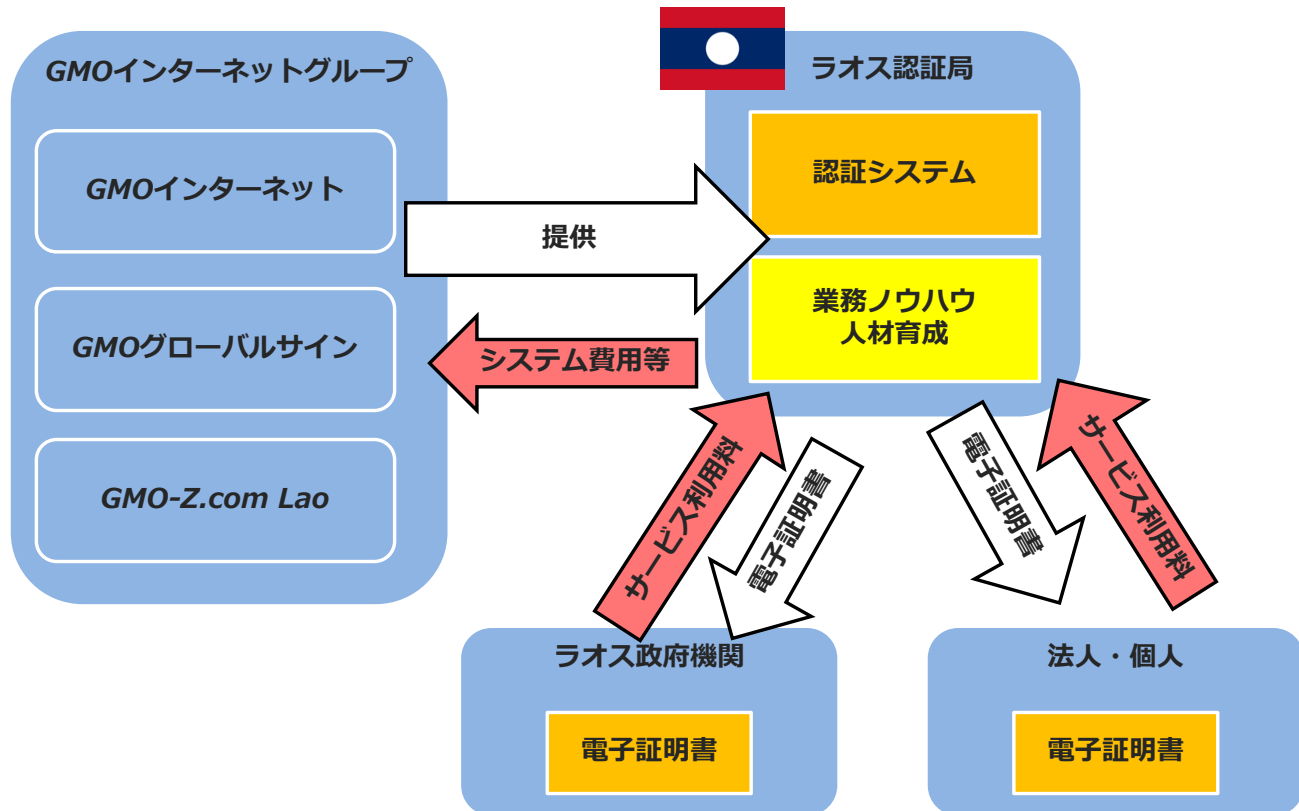 GMOインターネットグループ
GMOインターネット
GMOグローバルサイン
GMO-Z.com Lao
提供
システム費用等
ラオス認証局
認証システム
業務ノウハウ
人材育成
サービス利用料
電子証明書
電子証明書
サービス利用料
ラオス政府機関
電子証明書
法人・個人
電子証明書